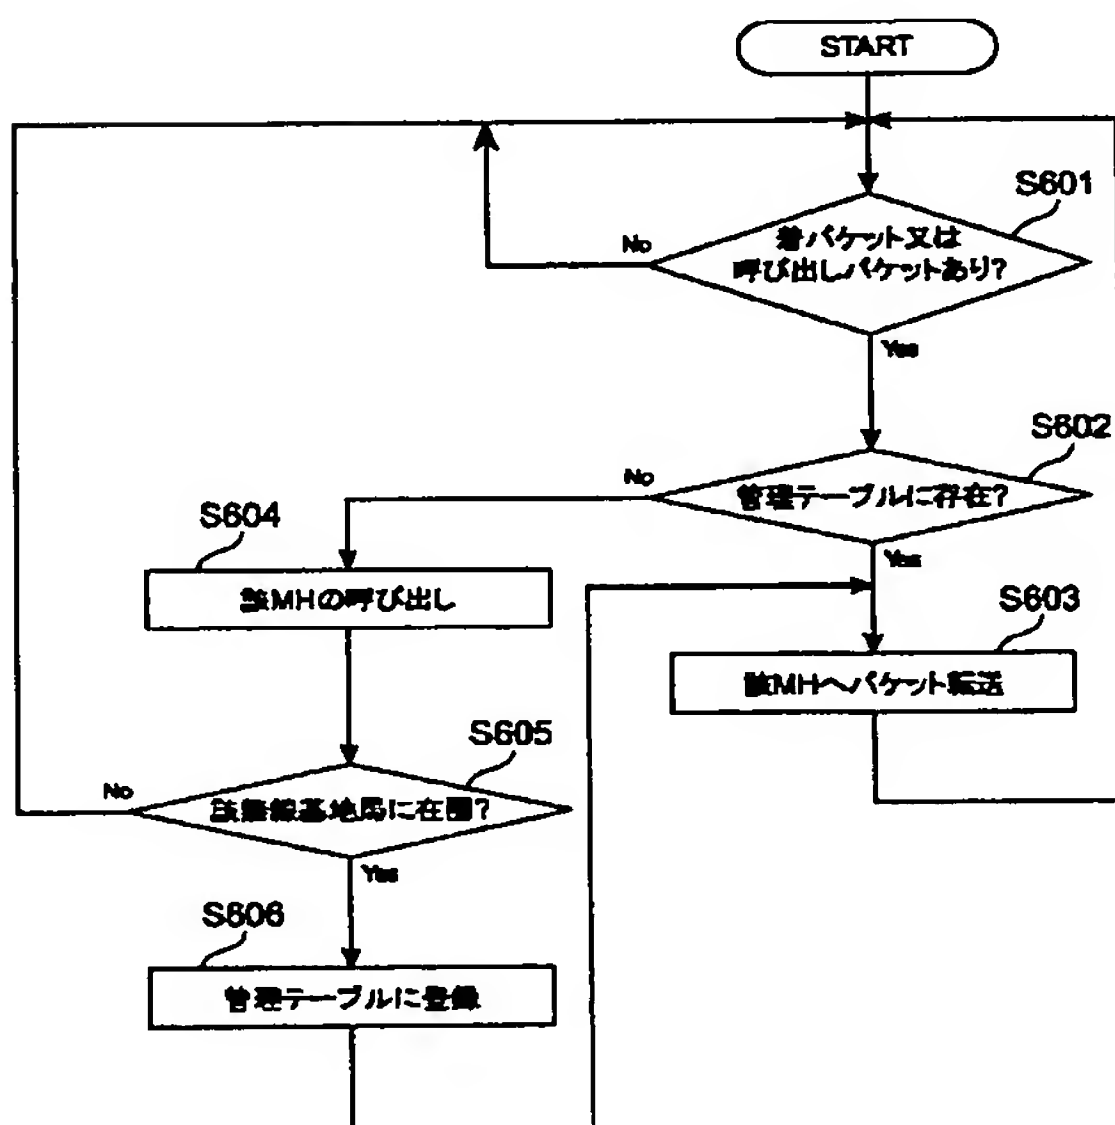 START
S601
着パケット又は
呼び出しパケットあり?
No
Yes
S602
管理テーブルに存在?
No
Yes
S604
該MHの呼び出し
S603
該MHへパケット転送
S605
該無線基地局に在圏?
No
Yes
S606
管理テーブルに登録